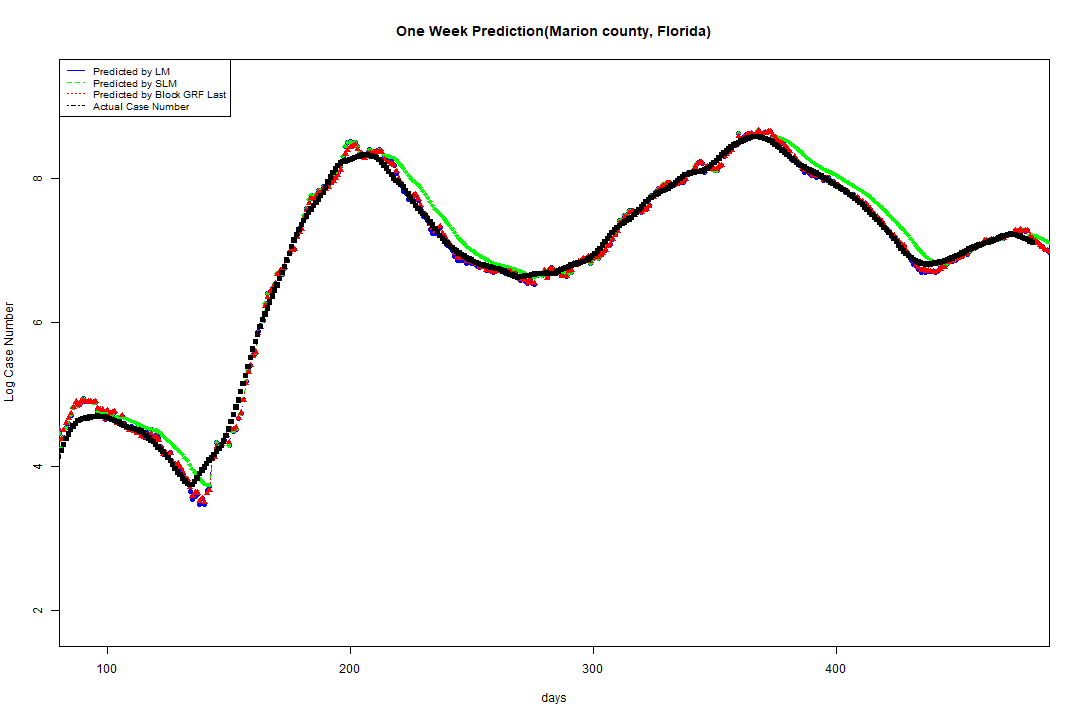 One Week Prediction(Marion county, Florida)
Predicted by LM
Predicted by SLM
Predicted by Block GRF Last
Actual Case Number
Log Case Number
8
6
4
2
100 200 300 400
days